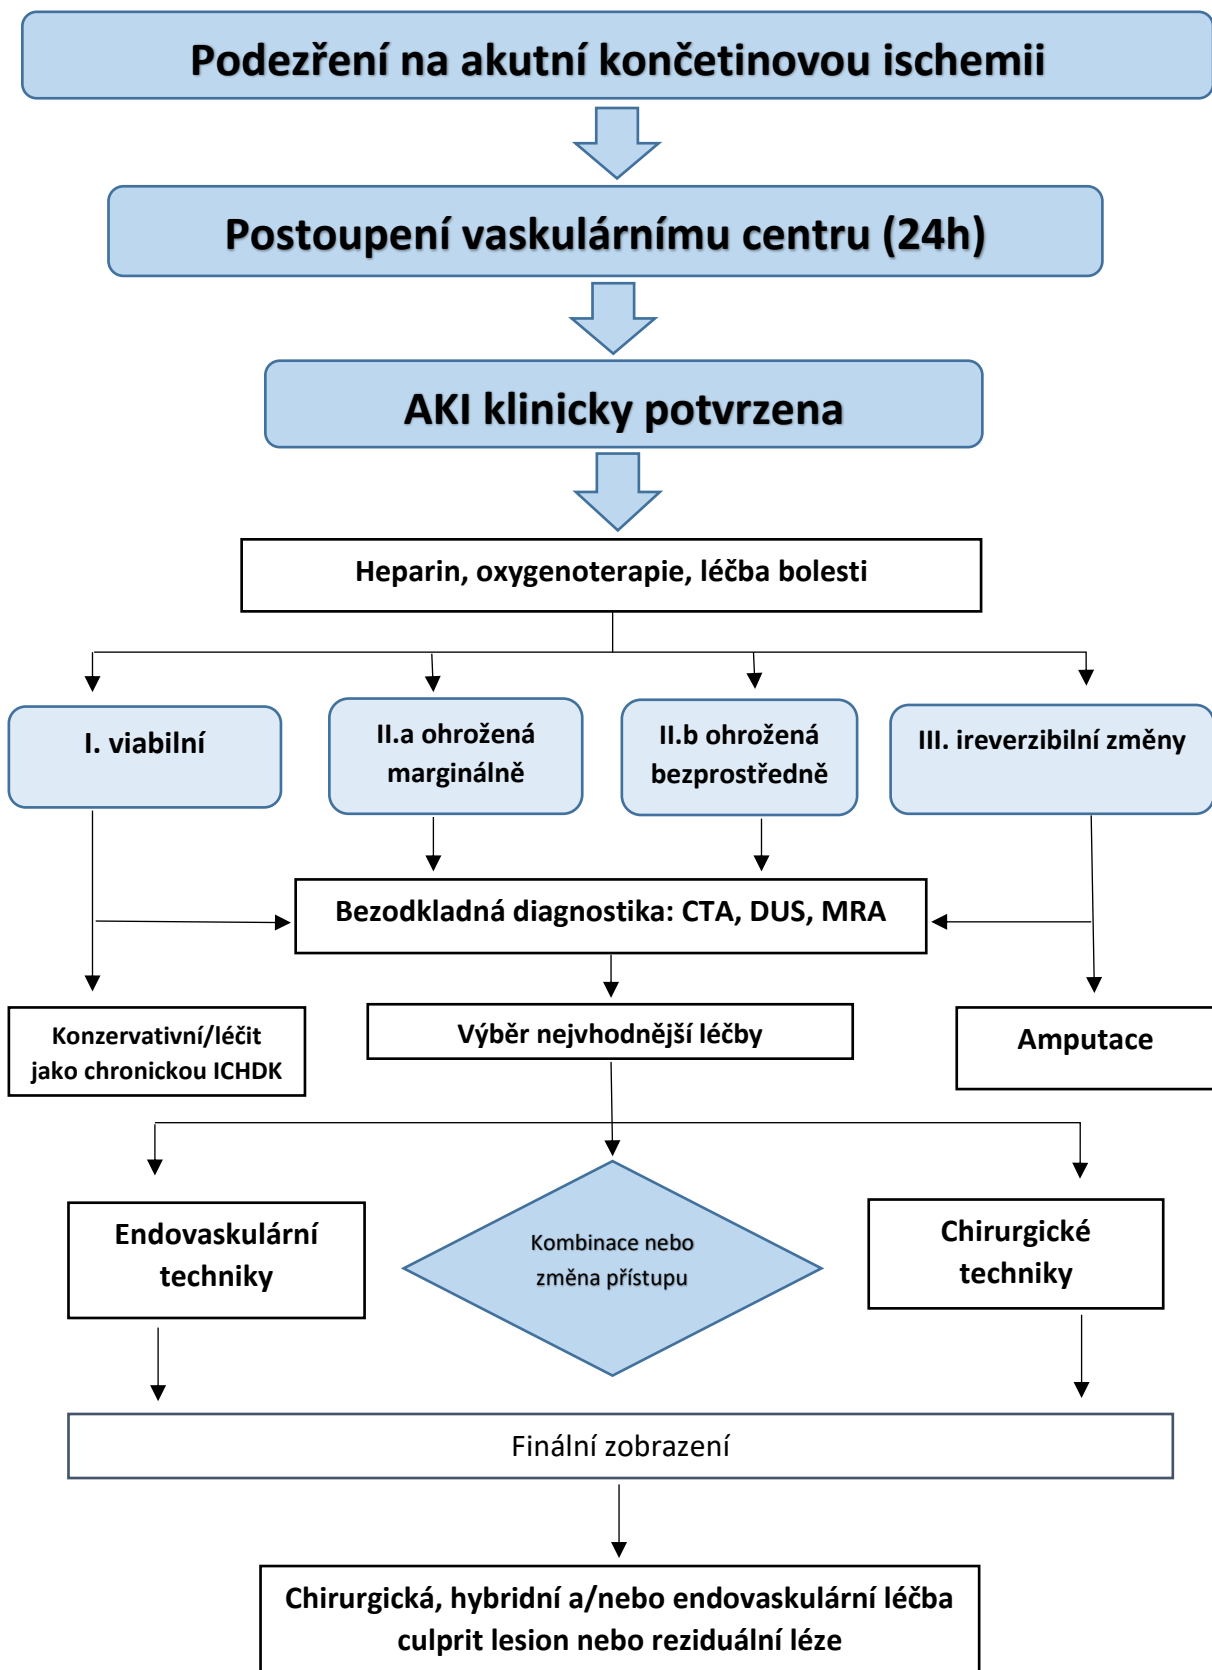 Podezření na akutní končetinovou ischemii
Postoupení vaskulárnímu centru (24h)
AKI klinicky potvrzena
Heparin, oxygenoterapie, léčba bolesti
I. viabilní
II.a ohrožená
marginálně
II.b ohrožená
bezprostředně
III. ireverzibilní změny
Bezodkladná diagnostika: CTA, DUS, MRA
Konzervativní/léčit
jako chronickou ICHDK
Výběr nejvhodnější léčby
Amputace
Endovaskulární
techniky
Kombinace nebo
změna přístupu
Chirurgické
techniky
Finální zobrazení
Chirurgická, hybridní a/nebo endovaskulární léčba
culprit lesion nebo reziduální léze